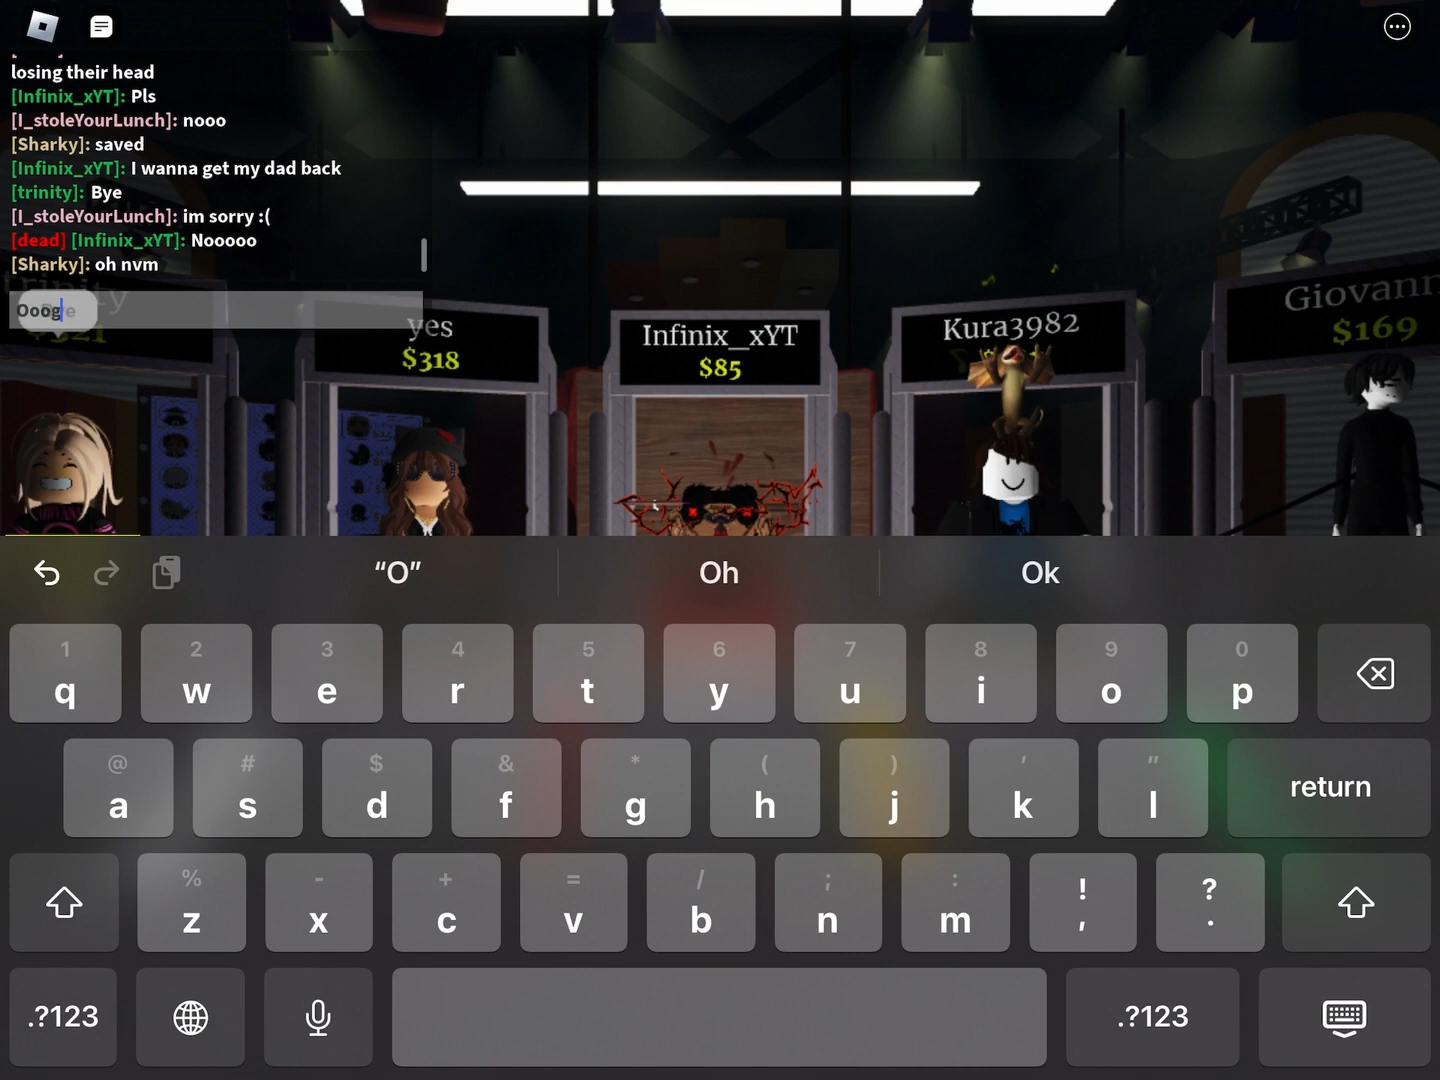 losing their head
[Infinix_xYT]: Pls
[I_stoleYourLunch]: nooo
[Sharky]: saved
[Infinix_xYT]: I wanna get my dad back
[trinity]: Bye
[I_stoleYourLunch]: im sorry :(
[dead] [Infinix_xYT]: Nooooo
[Sharky]: oh nvm
trinity
$321
Ooog
yes
$318
Infinix_xYT
$85
Kura3982
Giovann
$169
“O” Oh Ok
1 2 3 4 5 6 7 8 9 0
q w e r t y u i o p
@ # $ & * ( ) ' "
a s d f g h j k l return
% - + = / ; : ! ?
z x c v b n m , .
.?123 .?123